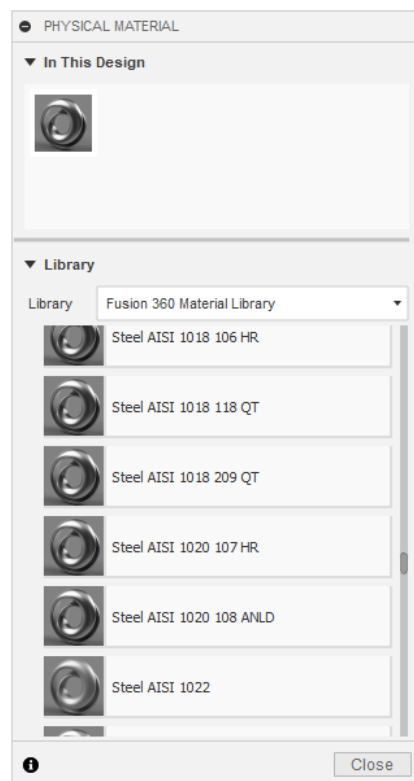 PHYSICAL MATERIAL
In This Design
Library
Library Fusion 360 Material Library
Steel AISI 1018 106 HR
Steel AISI 1018 118 QT
Steel AISI 1018 209 QT
Steel AISI 1020 107 HR
Steel AISI 1020 108 ANLD
Steel AISI 1022
Close